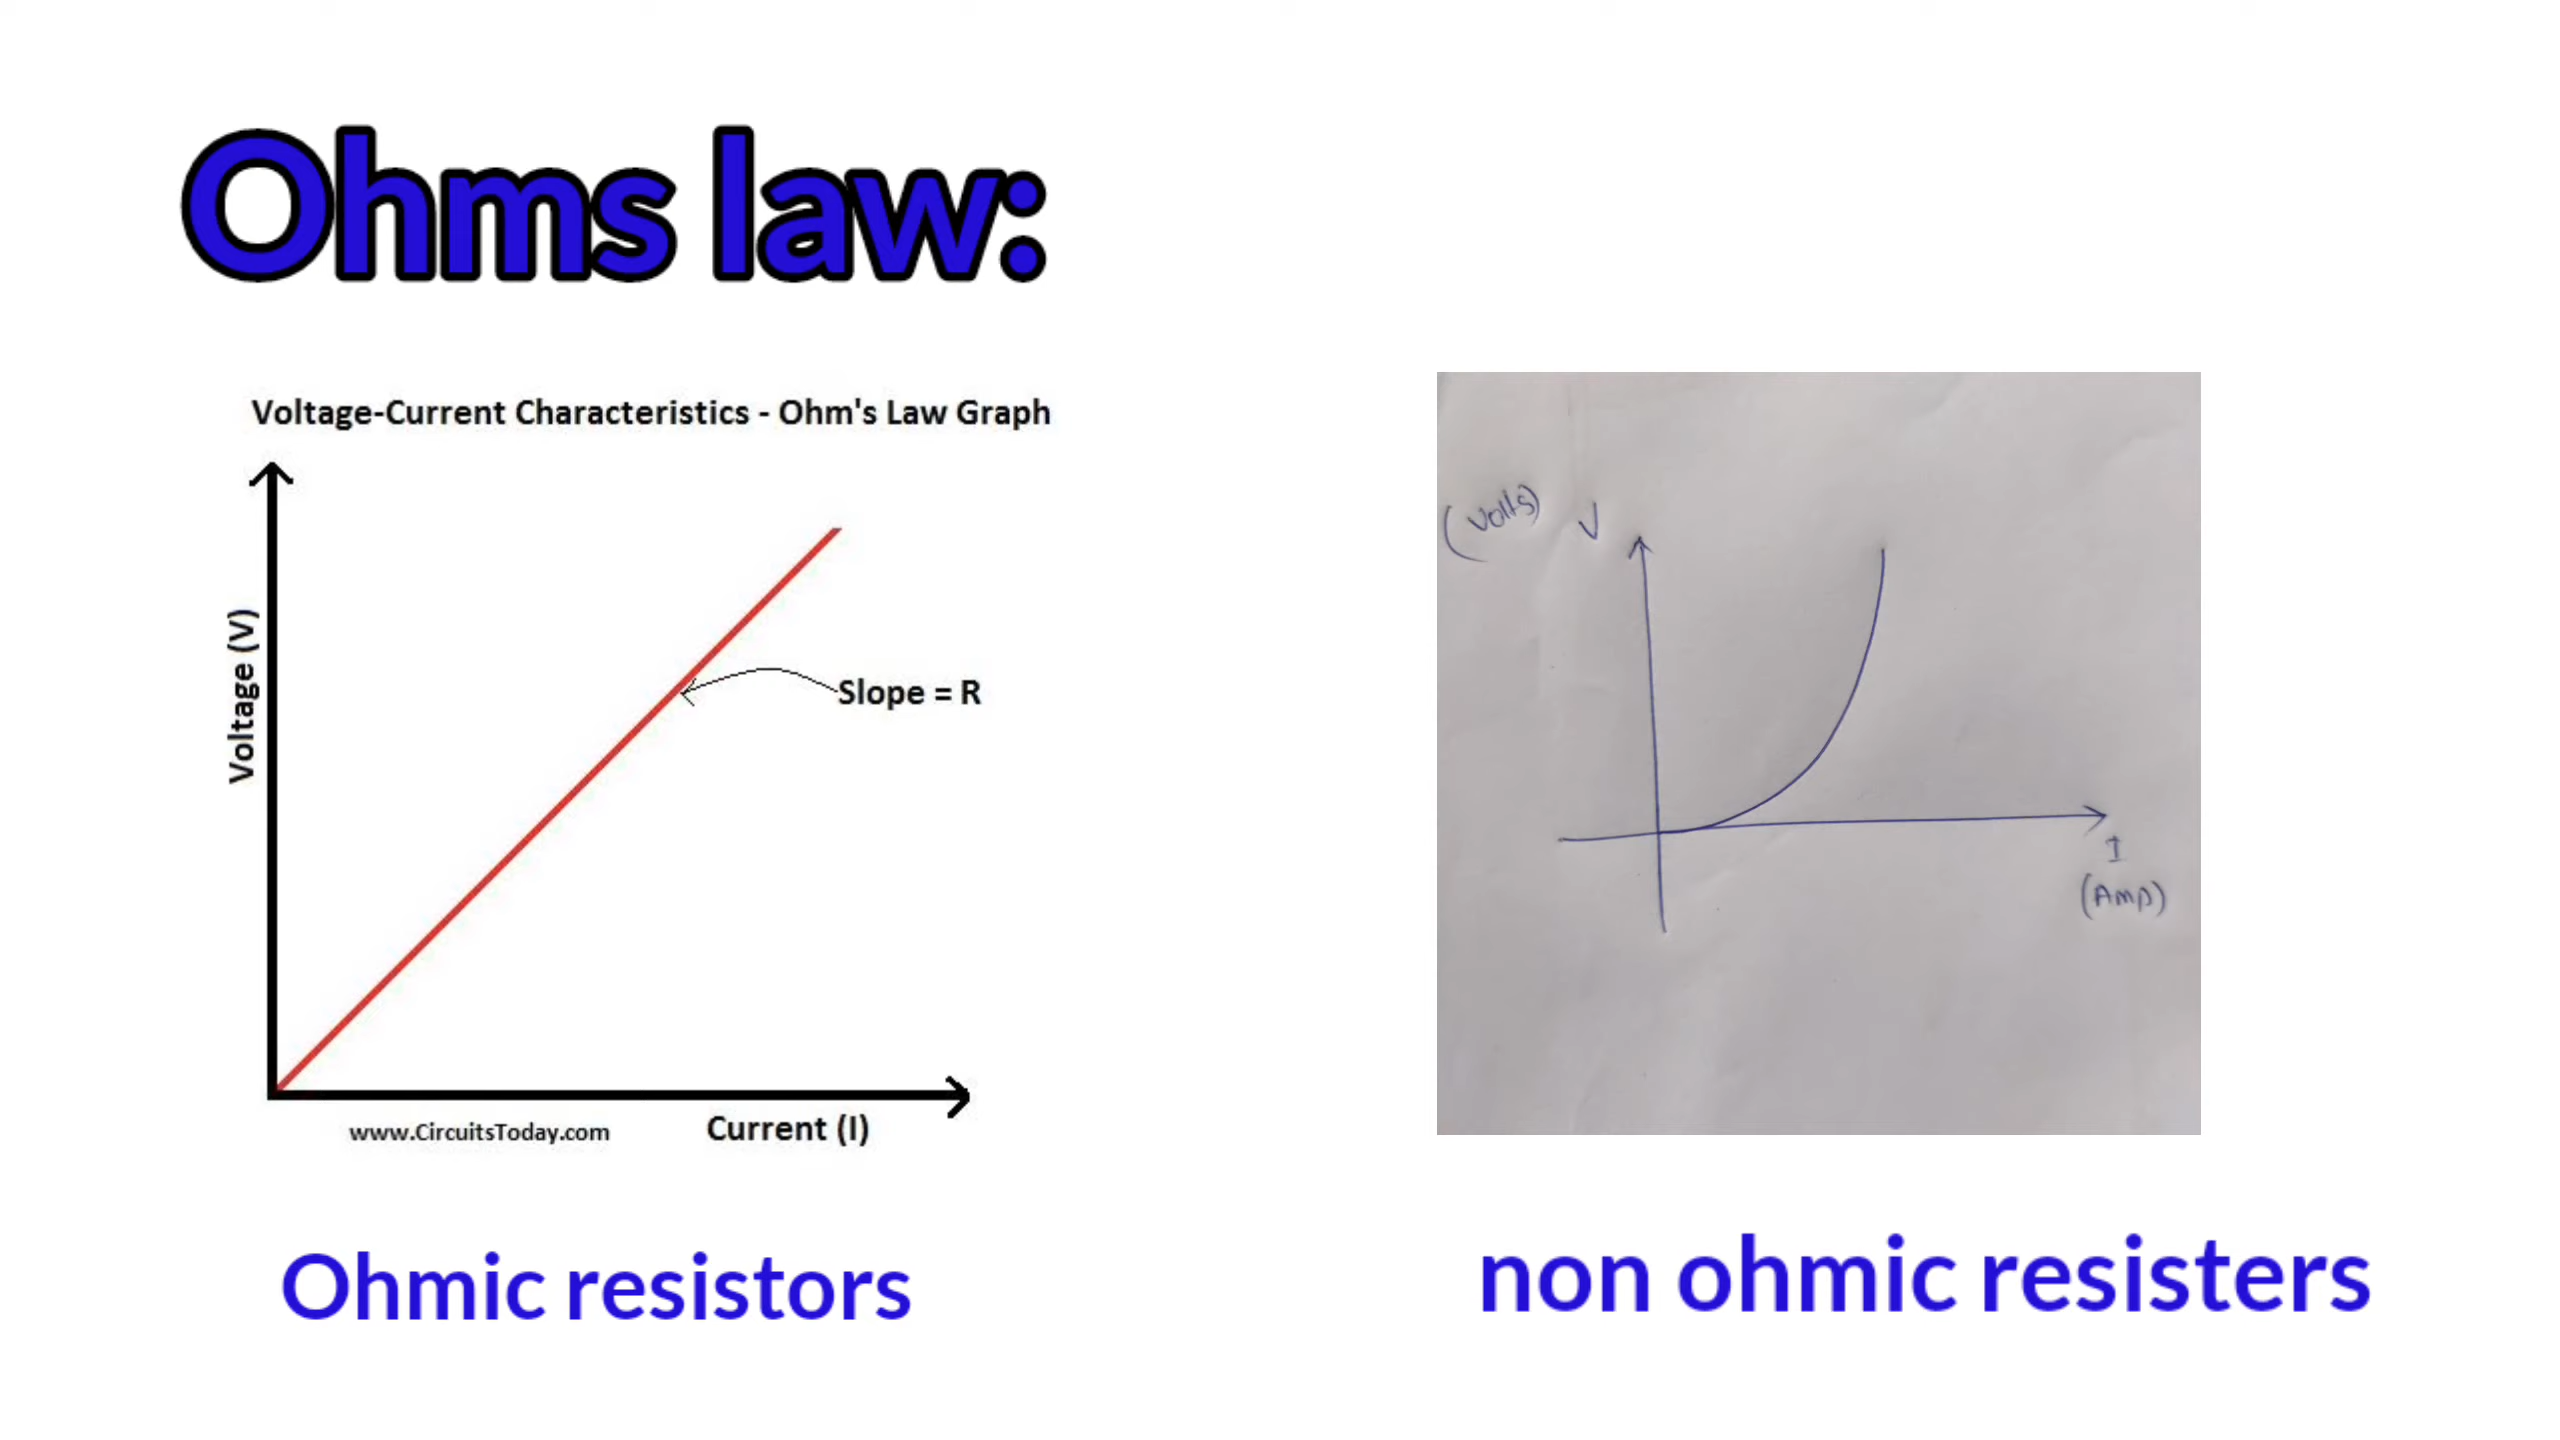 Ohms law:
Voltage-Current Characteristics - Ohm's Law Graph
Voltage (V)
Slope = R
www.CircuitsToday.com
Current (I)
Ohmic resistors
(Volts) V
I
(Amp)
non ohmic resisters